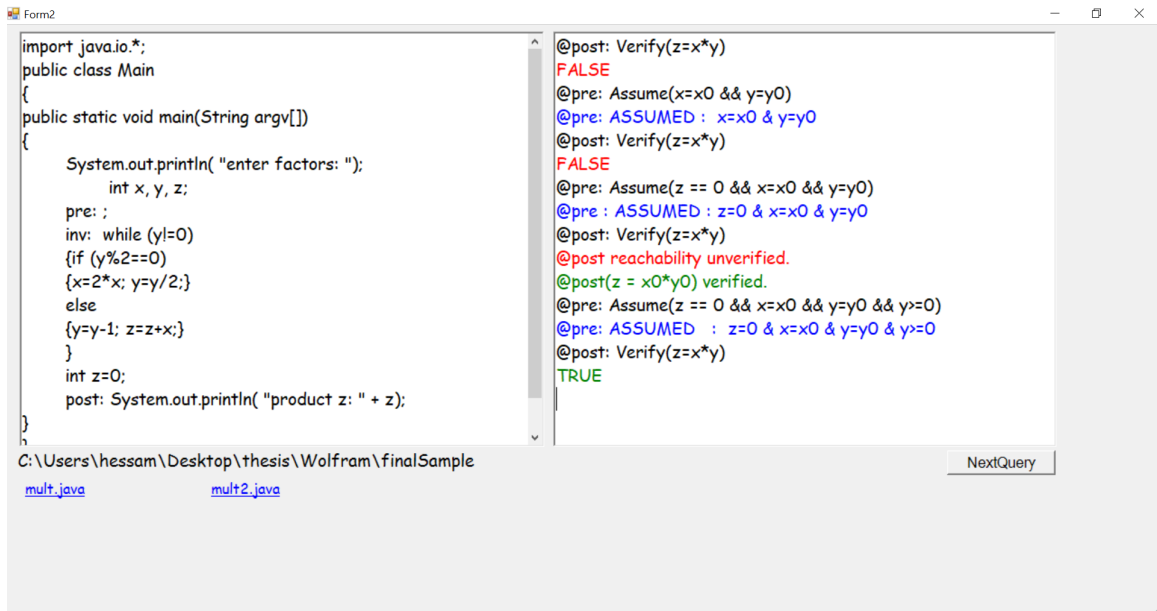 Form2
import java.io.*;
public class Main
{
public static void main(String argv[])
{
System.out.println( "enter factors: ");
int x, y, z;
pre: ;
inv: while (y!=0)
{if (y%2==0)
{x=2*x; y=y/2;}
else
{y=y-1; z=z+x;}
}
int z=0;
post: System.out.println( "product z: " + z);
}
@post: Verify(z=x*y)
FALSE
@pre: Assume(x=x0 && y=y0)
@pre: ASSUMED : x=x0 & y=y0
@post: Verify(z=x*y)
FALSE
@pre: Assume(z == 0 && x=x0 && y=y0)
@pre : ASSUMED : z=0 & x=x0 & y=y0
@post: Verify(z=x*y)
@post reachability unverified.
@post(z = x0*y0) verified.
@pre: Assume(z == 0 && x=x0 && y=y0 && y>=0)
@pre: ASSUMED : z=0 & x=x0 & y=y0 & y>=0
@post: Verify(z=x*y)
TRUE
C:\Users\hessam\Desktop\thesis\Wolfram\finalSample
NextQuery
mult.java
mult2.java